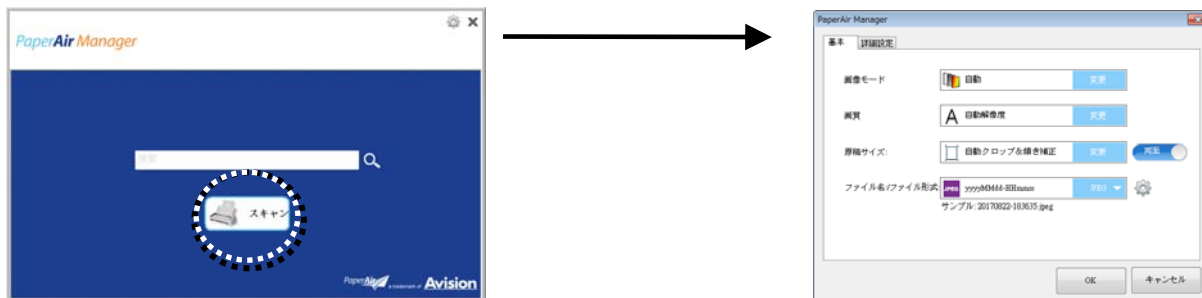 PaperAir Manager
検索
スキャン
PaperAir a trademark of Avision
PaperAir Manager
基本 詳細設定
画像モード 自動 変更
画質 自動解像度 変更
原稿サイズ: 自動クロップ&傾き補正 変更 両面
ファイル名/ファイル形式 JPEG yyyyMMdd-HHmmss JPEG
サンプル: 20170822-183635.jpeg
OK キャンセル